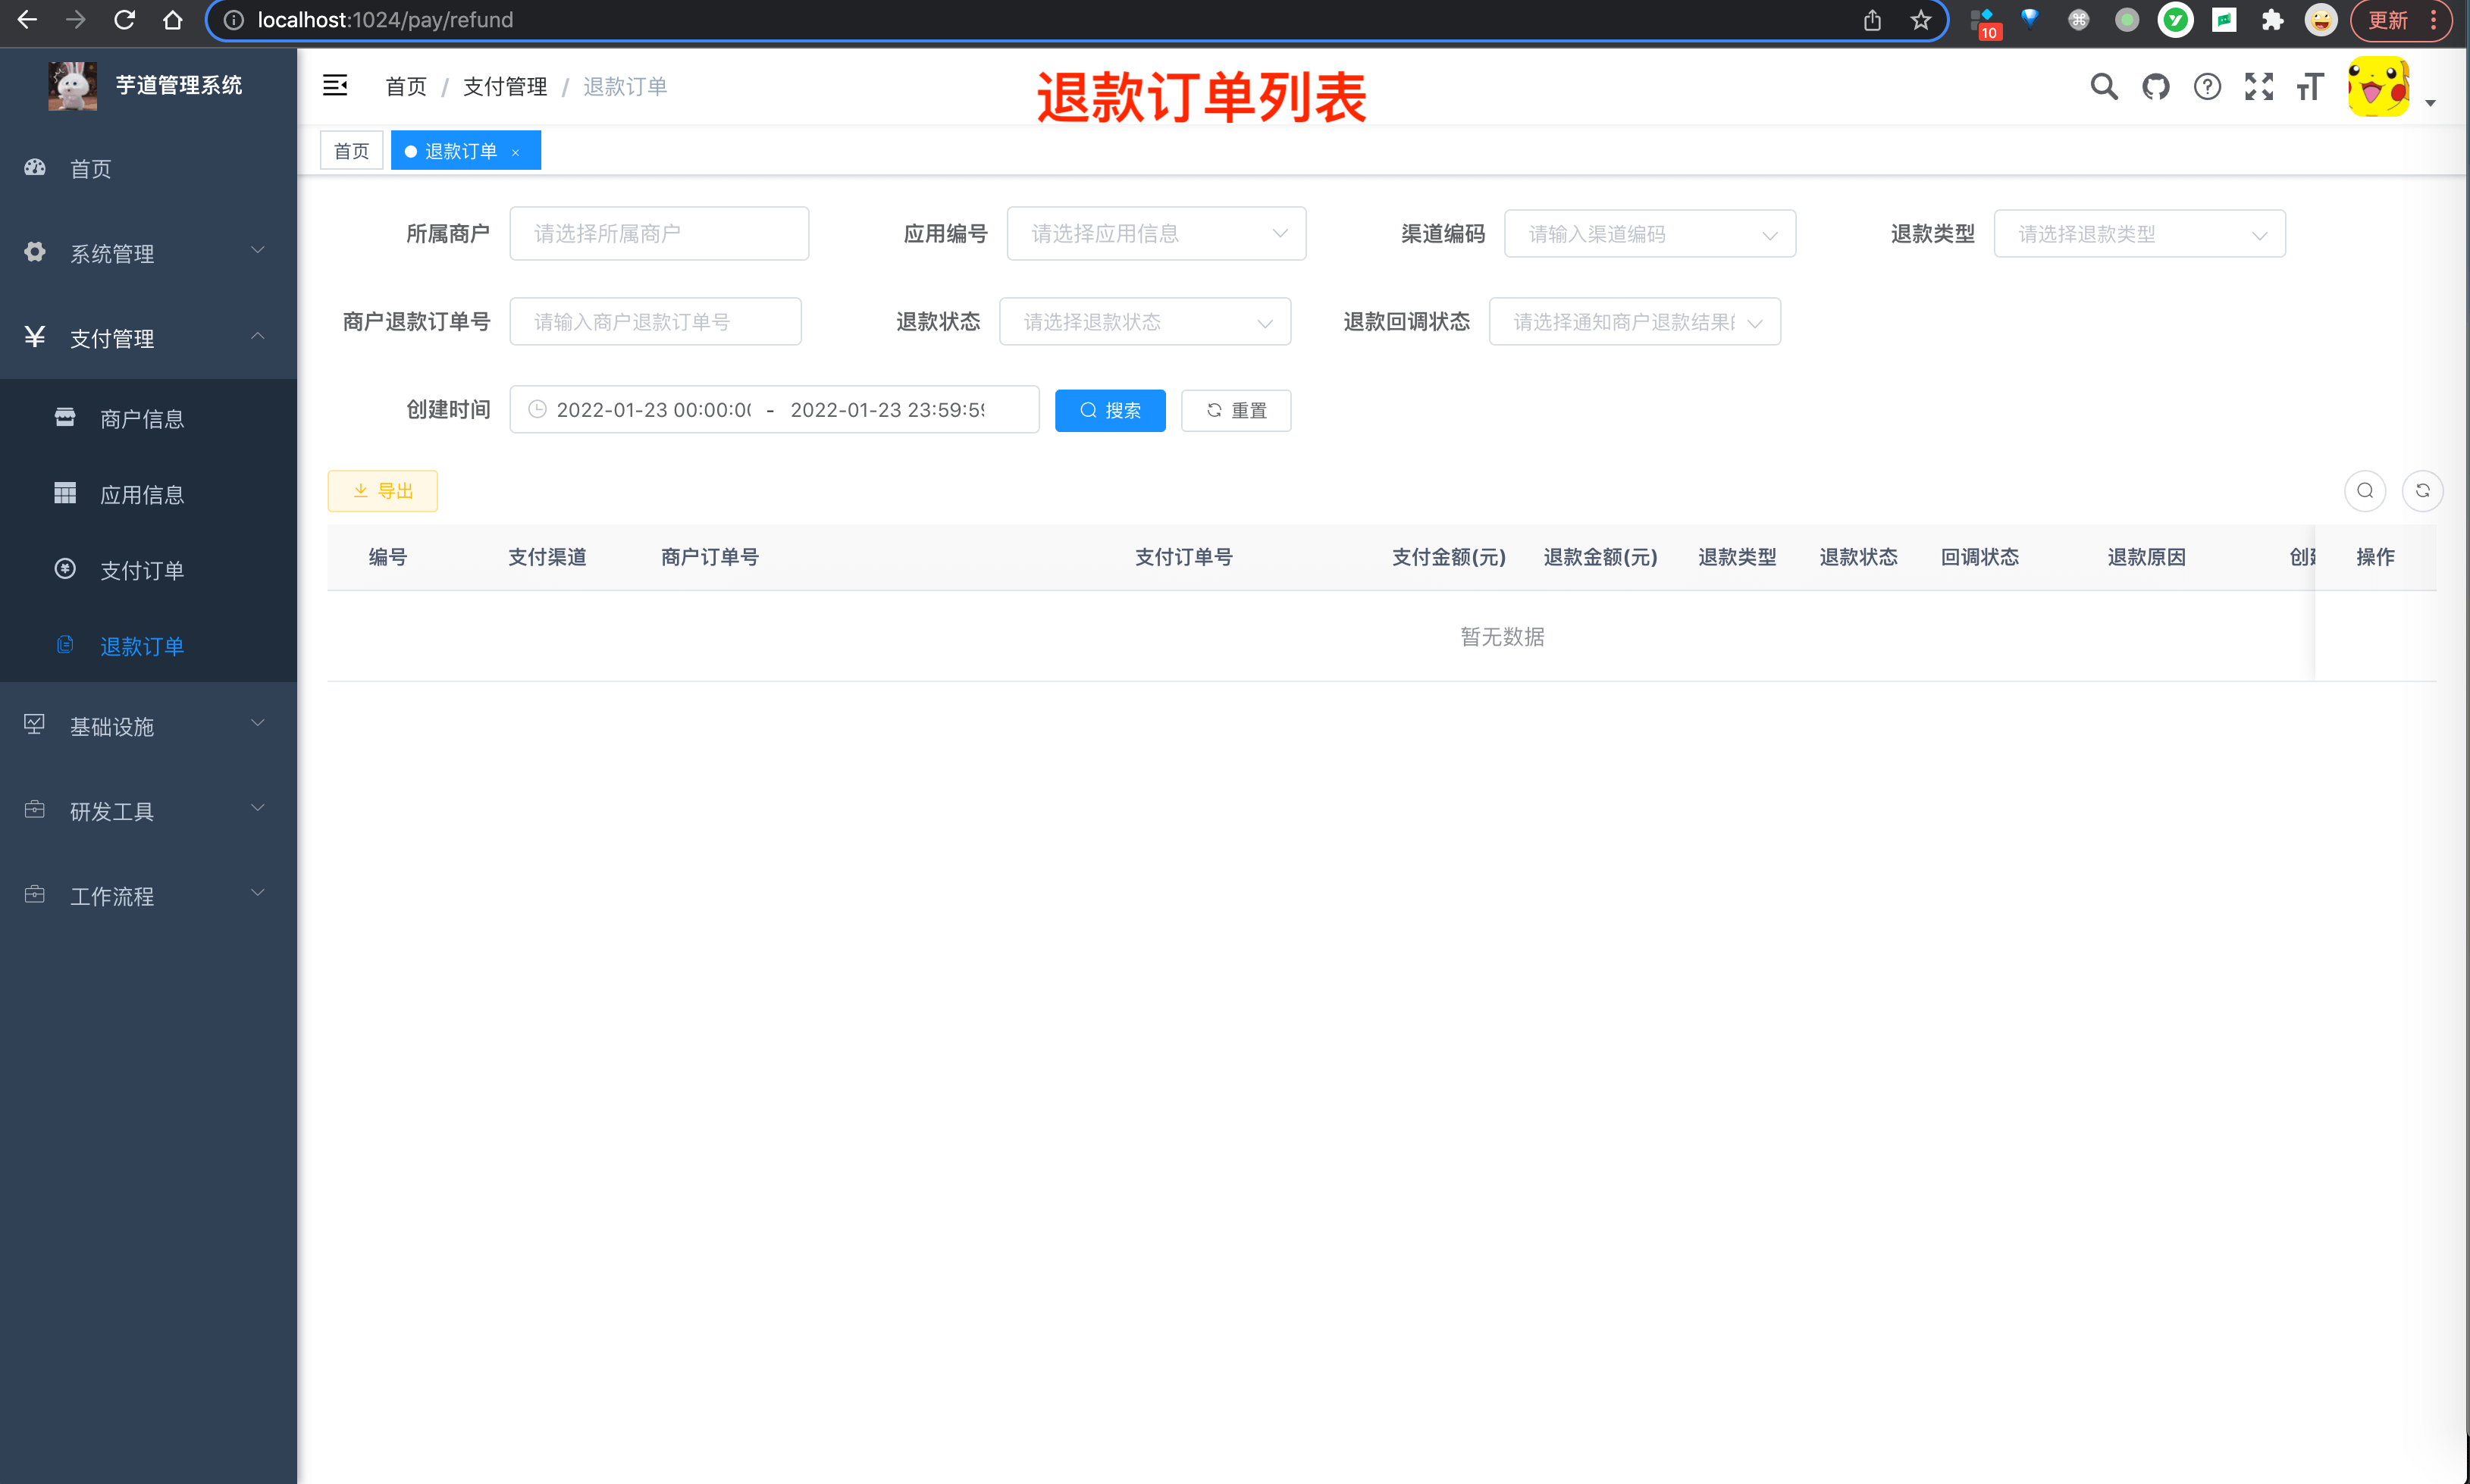 localhost:1024/pay/refund
10
更新
芋道管理系统
首页 / 支付管理 / 退款订单
退款订单列表
首页
退款订单 ×
首页
系统管理
支付管理
商户信息
应用信息
支付订单
退款订单
基础设施
研发工具
工作流程
所属商户 请选择所属商户
应用编号 请选择应用信息
渠道编码 请输入渠道编码
退款类型 请选择退款类型
商户退款订单号 请输入商户退款订单号
退款状态 请选择退款状态
退款回调状态 请选择通知商户退款结果
创建时间 2022-01-23 00:00:0 - 2022-01-23 23:59:5
搜索
重置
导出
编号 支付渠道 商户订单号 支付订单号 支付金额(元) 退款金额(元) 退款类型 退款状态 回调状态 退款原因 创 操作
暂无数据